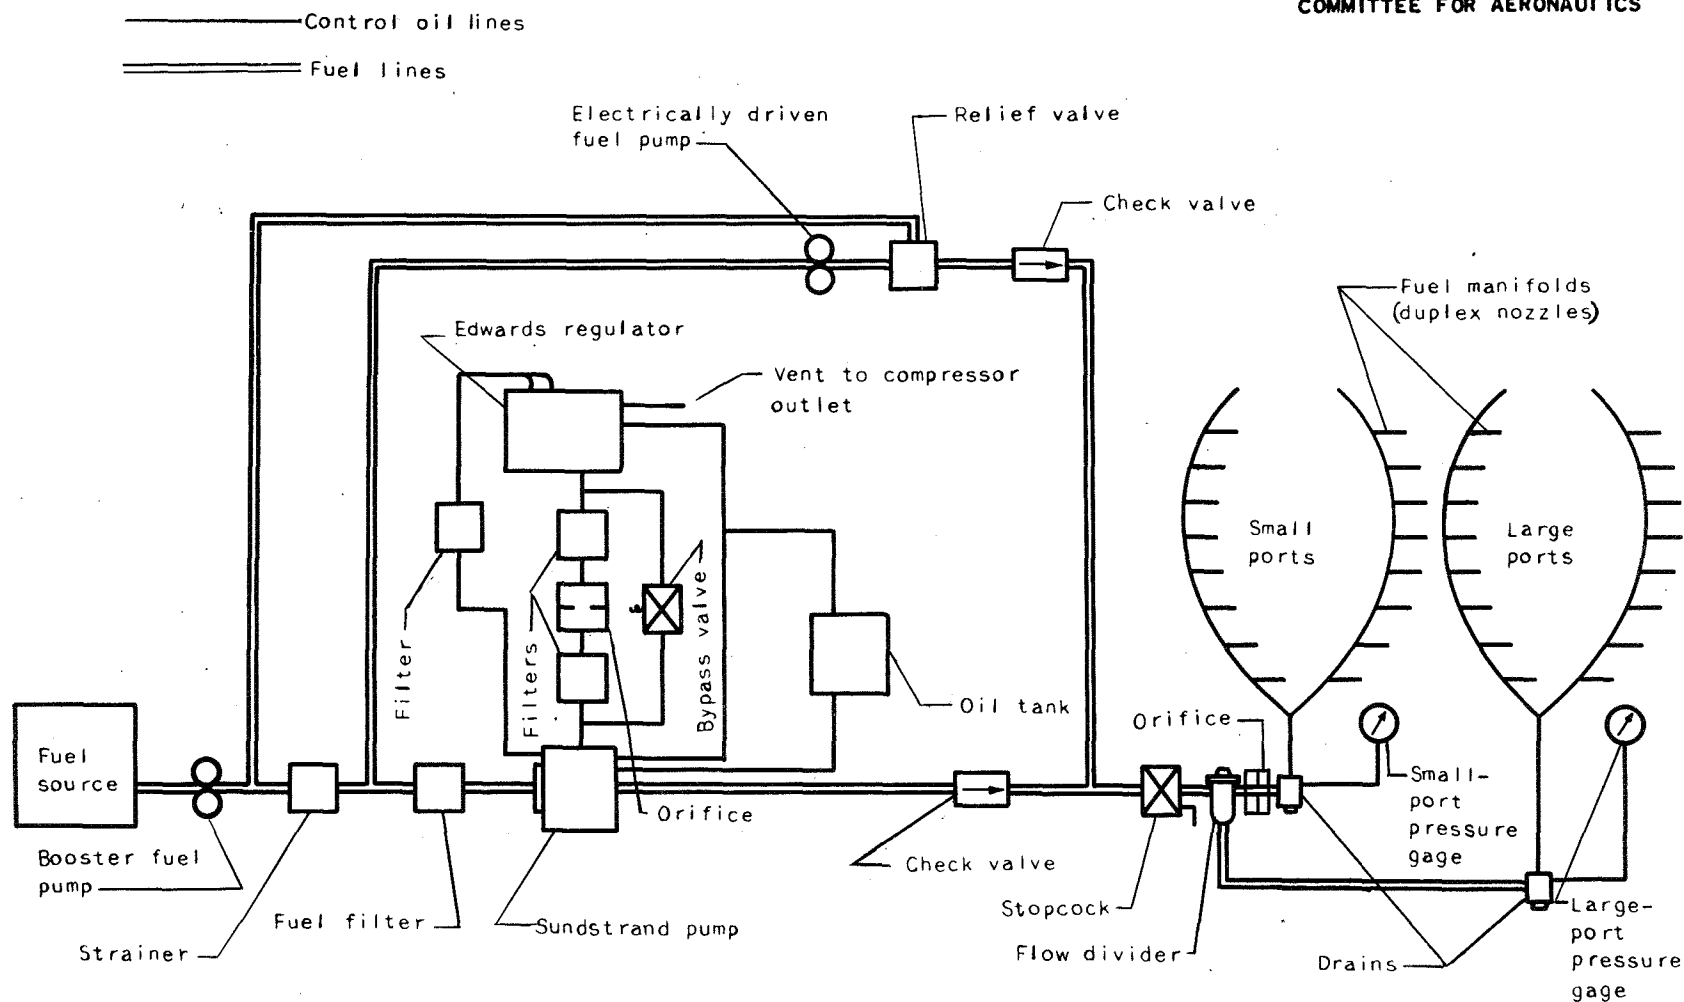 COMMITTEE FOR AERONAUTICS
Control oil lines
Fuel lines
Electrically driven
fuel pump
Relief valve
Check valve
Fuel manifolds
(duplex nozzles)
Edwards regulator
Vent to compressor
outlet
Small
ports
Large
ports
Filter
Filters
Bypass valve
Oil tank
Orifice
Fuel
source
Small-
port
pressure
gage
Orifice
Booster fuel
pump
Check valve
Stopcock
Large-
port
pressure
gage
Fuel filter
Sundstrand pump
Strainer
Flow divider
Drains